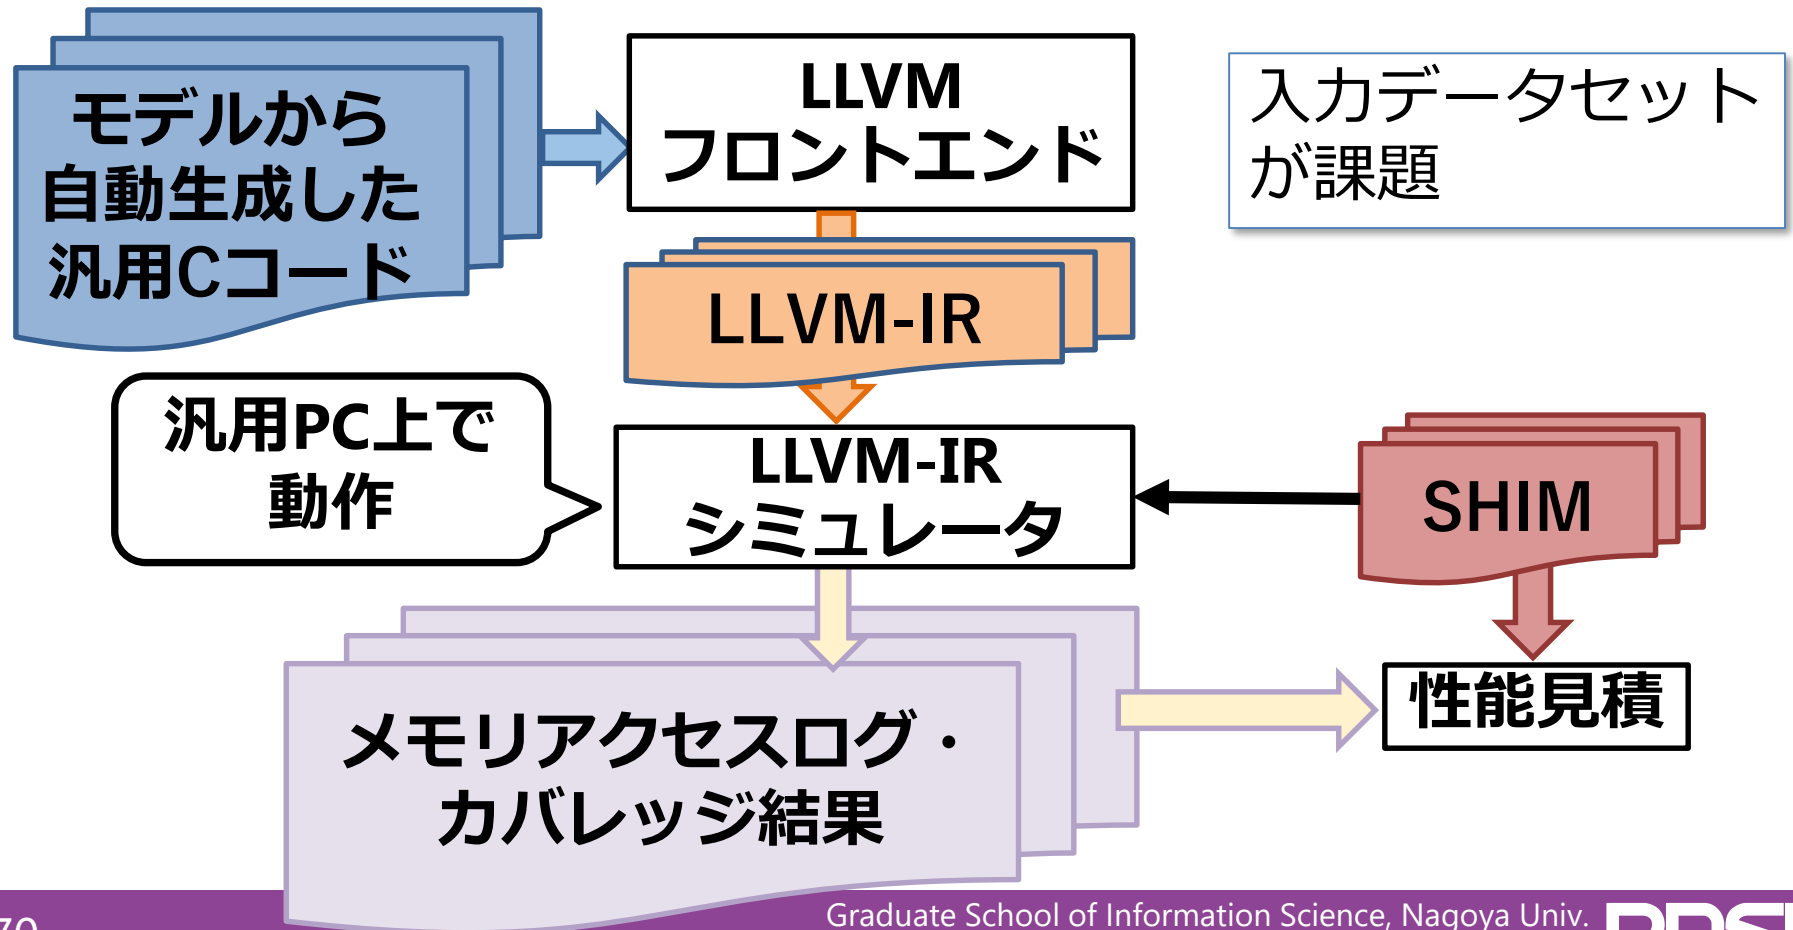 モデルから
自動生成した
汎用Cコード
LLVM
フロントエンド
入力データセット
が課題
LLVM-IR
汎用PC上で
動作
LLVM-IR
シミュレータ
SHIM
メモリアクセスログ・
カバレッジ結果
性能見積
Graduate School of Information Science, Nagoya Univ.